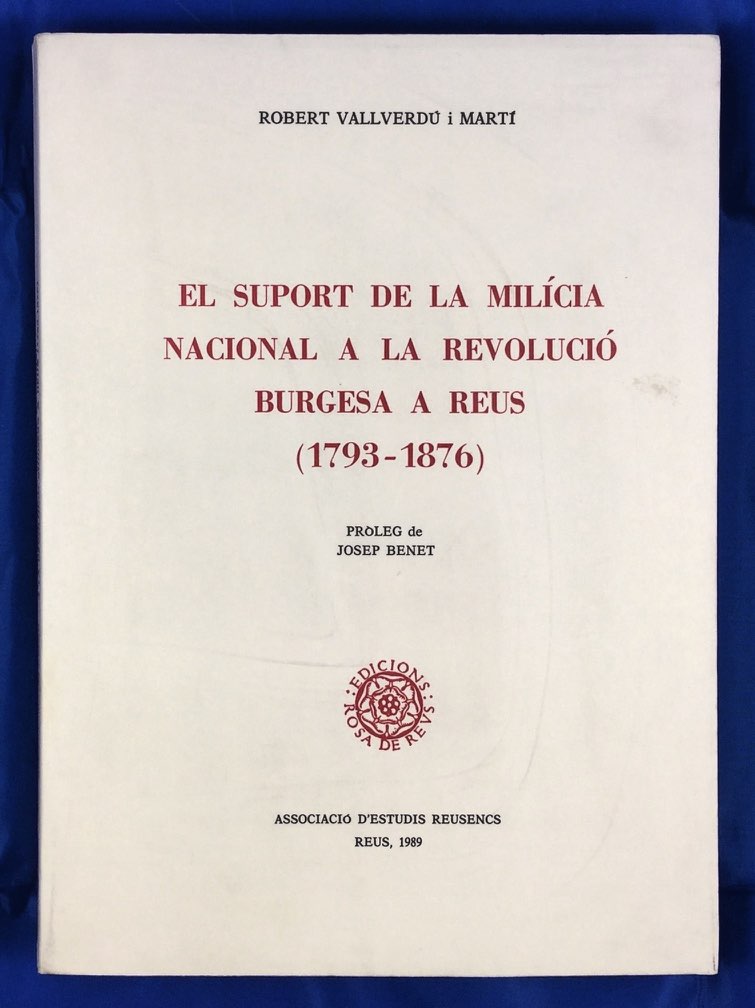 ROBERT VALLVERDÚ i MARTÍ
EL SUPORT DE LA MILÍCIA
NACIONAL A LA REVOLUCIÓ
BURGESA A REUS
(1793-1876)
PRÒLEG de
JOSEP BENET
·EDICIONS·
ROSA DE REVS
ASSOCIACIÓ D'ESTUDIS REUSENCS
REUS, 1989